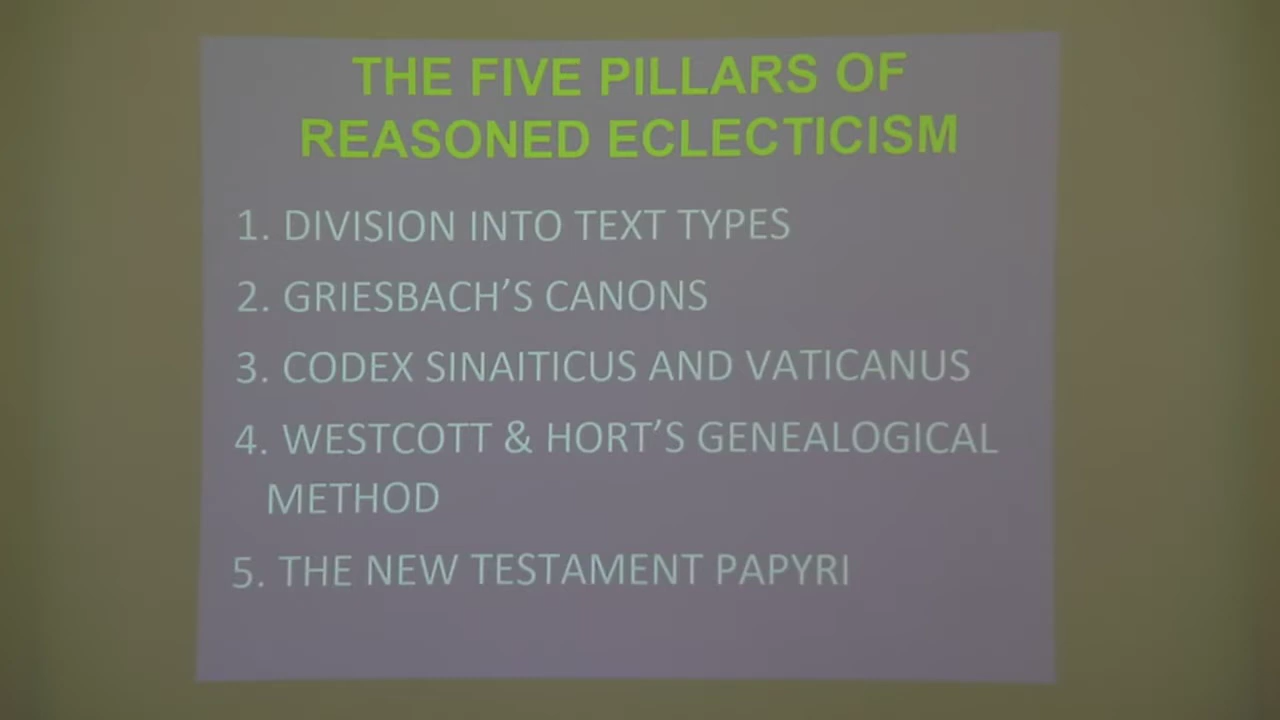 THE FIVE PILLARS OF
REASONED ECLECTICISM
1. DIVISION INTO TEXT TYPES
2. GRIESBACH'S CANONS
3. CODEX SINAITICUS AND VATICANUS
4. WESTCOTT & HORT'S GENEALOGICAL
METHOD
5. THE NEW TESTAMENT PAPYRI